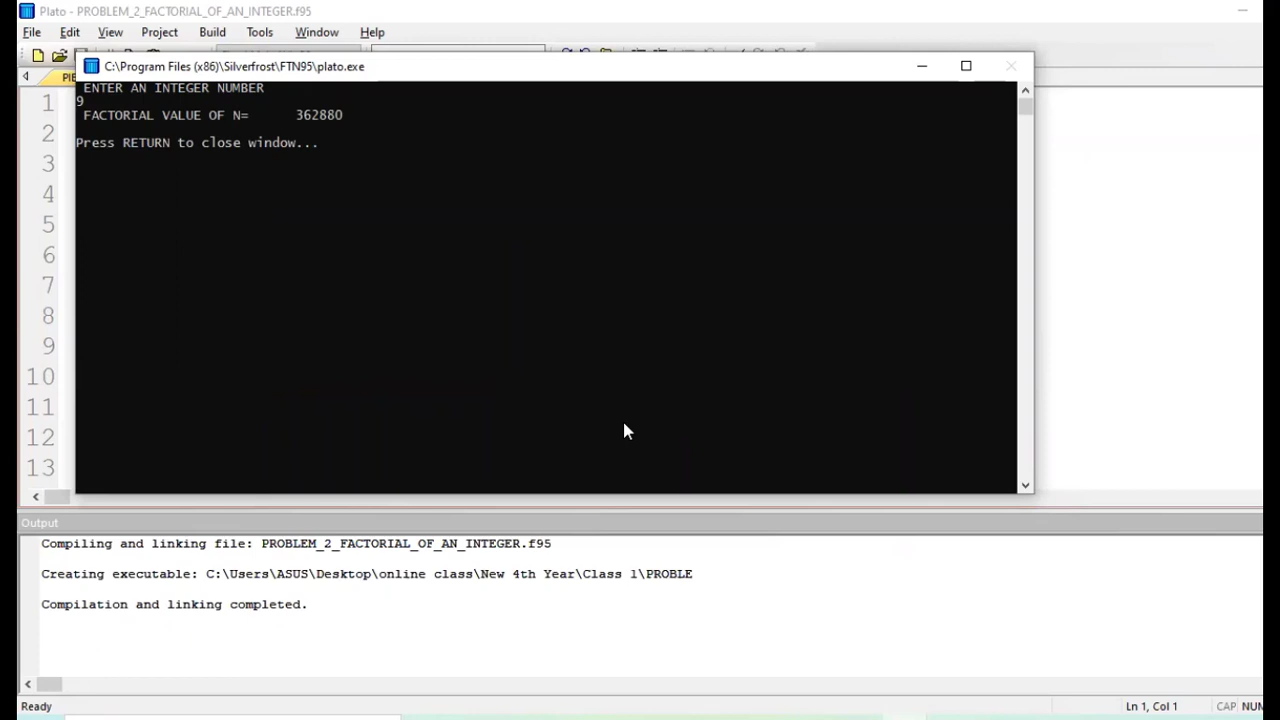 Plato - PROBLEM_2_FACTORIAL_OF_AN_INTEGER.f95
File Edit View Project Build Tools Window Help
C:\Program Files (x86)\Silverfrost\FTN95\plato.exe
ENTER AN INTEGER NUMBER
9
FACTORIAL VALUE OF N= 362880
Press RETURN to close window...
1
2
3
4
5
6
7
8
9
10
11
12
13
Output
Compiling and linking file: PROBLEM_2_FACTORIAL_OF_AN_INTEGER.f95
Creating executable: C:\Users\ASUS\Desktop\online class\New 4th Year\Class 1\PROBLE
Compilation and linking completed.
Ready Ln 1, Col 1 CAP NUM